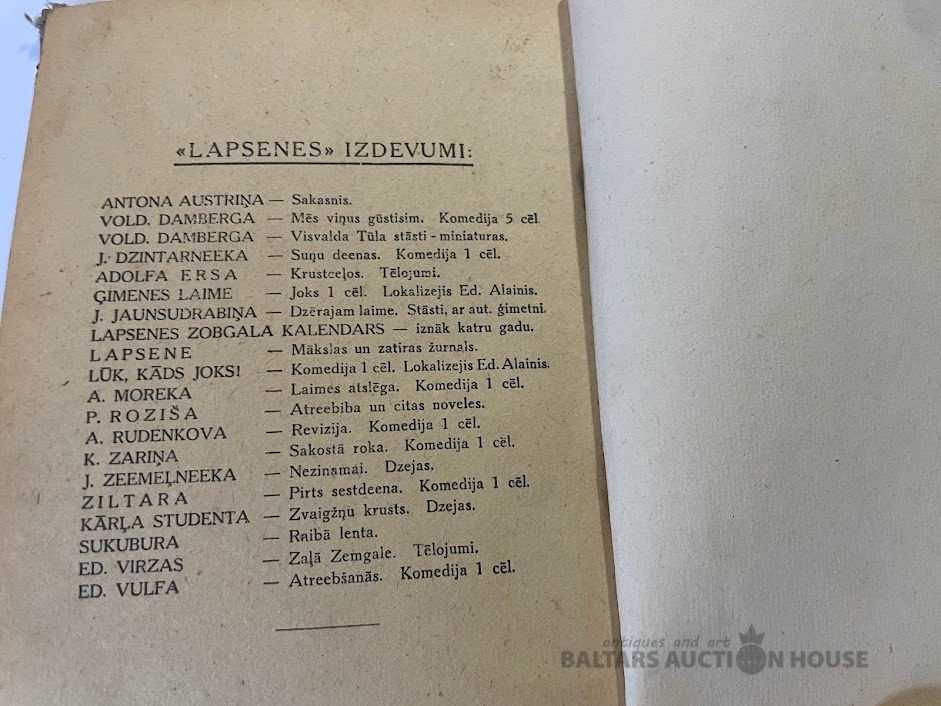 «LAPSENES» IZDEVUMI:
ANTONA AUSTRIŅA — Sakasnis.
VOLD. DAMBERGA — Mēs viņus gūstisim. Komedija 5 cēl.
VOLD. DAMBERGA — Visvalda Tūla stāsti - miniaturas.
J. DZINTARNEEKA — Suņu deenas. Komedija 1 cēl.
ADOLFA ERSA — Krustceļos. Tēlojumi.
ĢIMENES LAIME — Joks 1 cēl. Lokalizejis Ed. Alainis.
J. JAUNSUDRABIŅA — Dzērajam laime. Stāsti, ar aut. ģimetni.
LAPSENES ZOBGALA KALENDARS — iznāk katru gadu.
LAPSENE — Mākslas un zatiras žurnals.
LŪK, KĀDS JOKS! — Komedija 1 cēl. Lokalizejis Ed. Alainis.
A. MOREKA — Laimes atslēga. Komedija 1 cēl.
P. ROZIŠA — Atreebiba un citas noveles.
A. RUDENKOVA — Revizija. Komedija 1 cēl.
K. ZARIŅA — Sakostā roka. Komedija 1 cēl.
J. ZEEMEĻNEEKA — Nezinamai. Dzejas.
ZILTARA — Pirts sestdeena. Komedija 1 cēl.
KĀRĻA STUDENTA — Zvaigžņu krusts. Dzejas.
SUKUBURA — Raibā lenta.
ED. VIRZAS — Zaļā Zemgale. Tēlojumi.
ED. VULFA — Atreebšanās. Komedija 1 cēl.
antiques and art
BALTARS AUCTION HOUSE